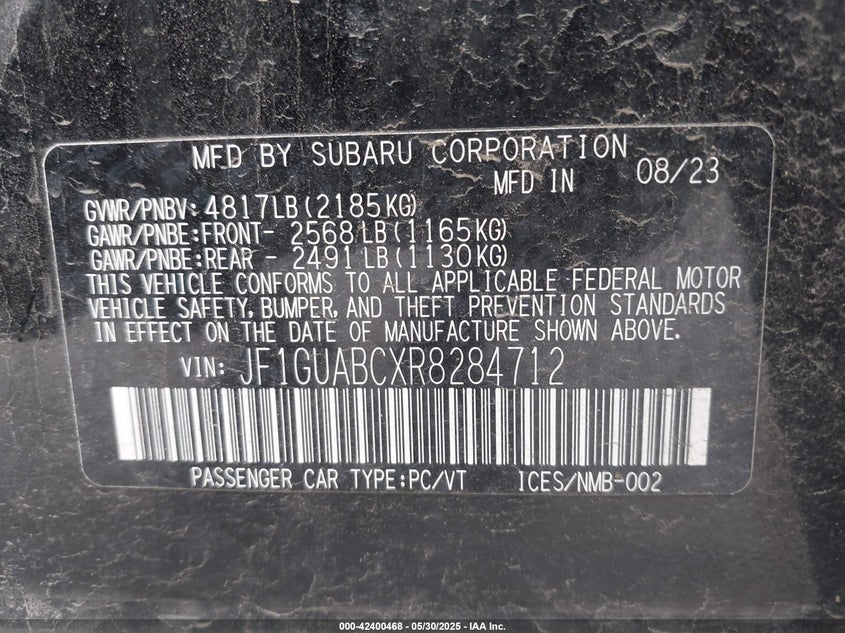 MFD BY SUBARU CORPORATION
MFD IN 08/23
GVWR/PNBV: 4817LB(2185KG)
GAWR/PNBE:FRONT- 2568LB(1165KG)
GAWR/PNBE:REAR - 2491LB(1130KG)
THIS VEHICLE CONFORMS TO ALL APPLICABLE FEDERAL MOTOR
VEHICLE SAFETY, BUMPER, AND THEFT PREVENTION STANDARDS
IN EFFECT ON THE DATE OF MANUFACTURE SHOWN ABOVE.
VIN: JF1GUABCXR8284712
PASSENGER CAR TYPE:PC/VT ICES/NMB-002
000-42400468 - 05/30/2025 - IAA Inc.